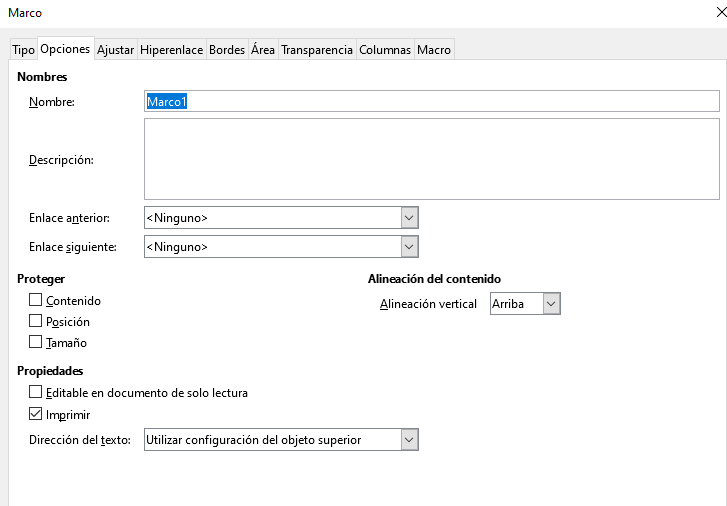 Marco
Tipo Opciones Ajustar Hiperenlace Bordes Área Transparencia Columnas Macro
Nombres
Nombre: Marco1
Descripción:
Enlace anterior: <Ninguno>
Enlace siguiente: <Ninguno>
Proteger
Contenido
Posición
Tamaño
Alineación del contenido
Alineación vertical Arriba
Propiedades
Editable en documento de solo lectura
Imprimir
Dirección del texto: Utilizar configuración del objeto superior